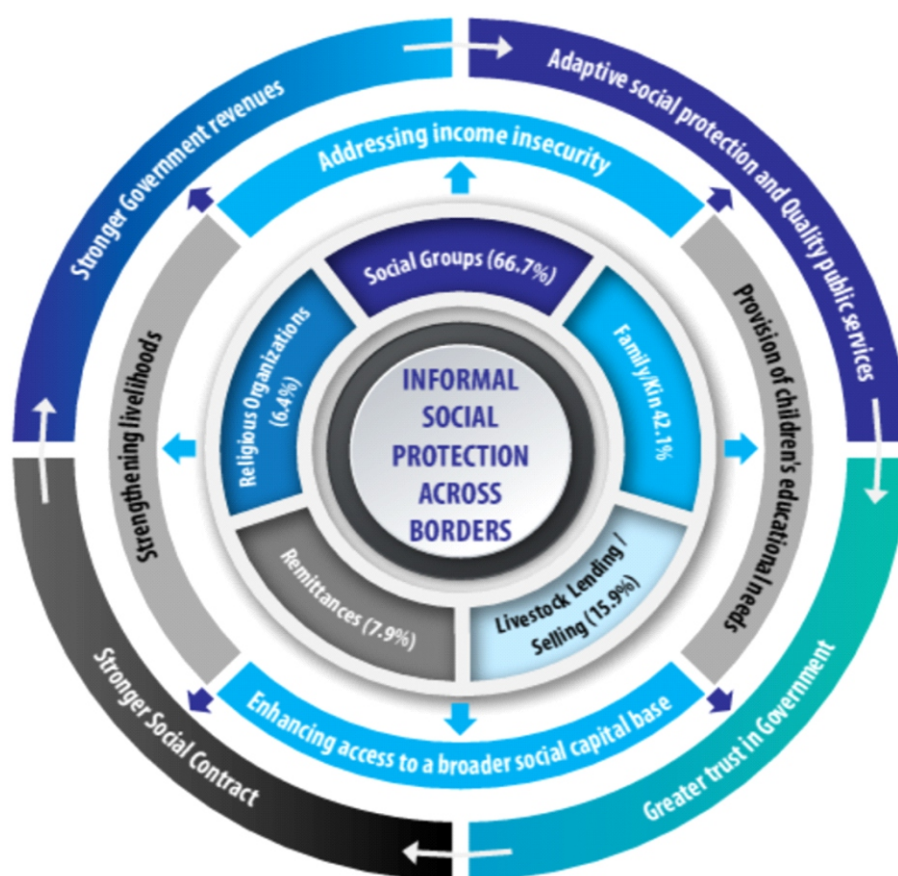 INFORMAL
SOCIAL
PROTECTION
ACROSS
BORDERS
Social Groups (66.7%)
Family/Kin 42.1%
Livestock Lending /
Selling (15.9%)
Remittances (7.9%)
Religious Organizations
(6.4%)
Addressing income insecurity
Provision of children's educational needs
Enhancing access to a broader social capital base
Strengthening livelihoods
Adaptive social protection and Quality public services
Greater trust in Government
Stronger Social Contract
Stronger Government revenues